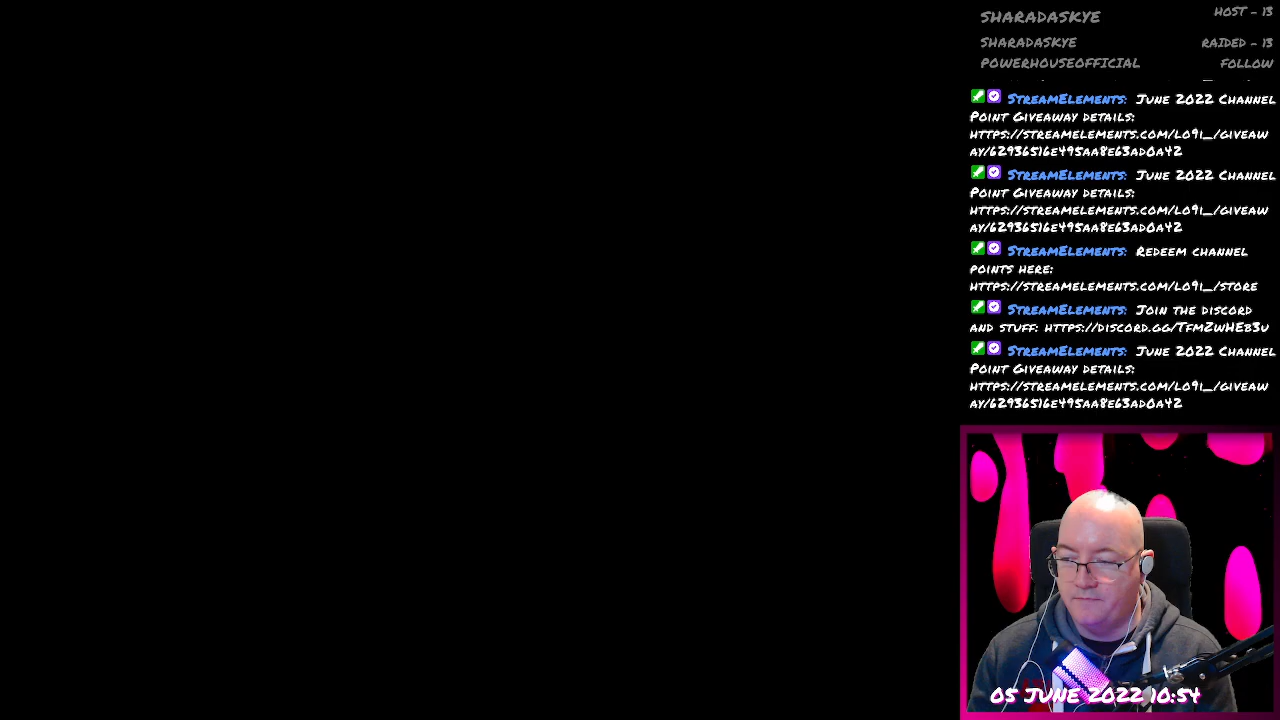 SHARADASKYE HOST - 13
SHARADASKYE RAIDED - 13
POWERHOUSEOFFICIAL FOLLOW
StreamElements: June 2022 Channel
Point Giveaway details:
https://streamelements.com/lo9i_/giveaw
ay/62936516e495aa8e63ad0a42
StreamElements: June 2022 Channel
Point Giveaway details:
https://streamelements.com/lo9i_/giveaw
ay/62936516e495aa8e63ad0a42
StreamElements: Redeem channel
points here:
https://streamelements.com/lo9i_/store
StreamElements: Join the discord
and stuff: https://discord.gg/TfmZwHEb3u
StreamElements: June 2022 Channel
Point Giveaway details:
https://streamelements.com/lo9i_/giveaw
ay/62936516e495aa8e63ad0a42
05 JUNE 2022 10:54